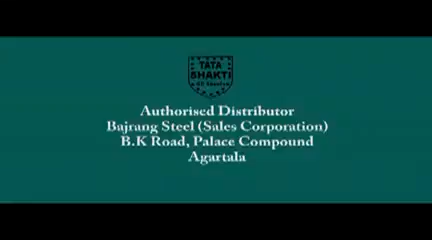 TATA
SHAKTI
Authorised Distributor
Bajrang Steel (Sales Corporation)
B.K Road, Palace Compound
Agartala